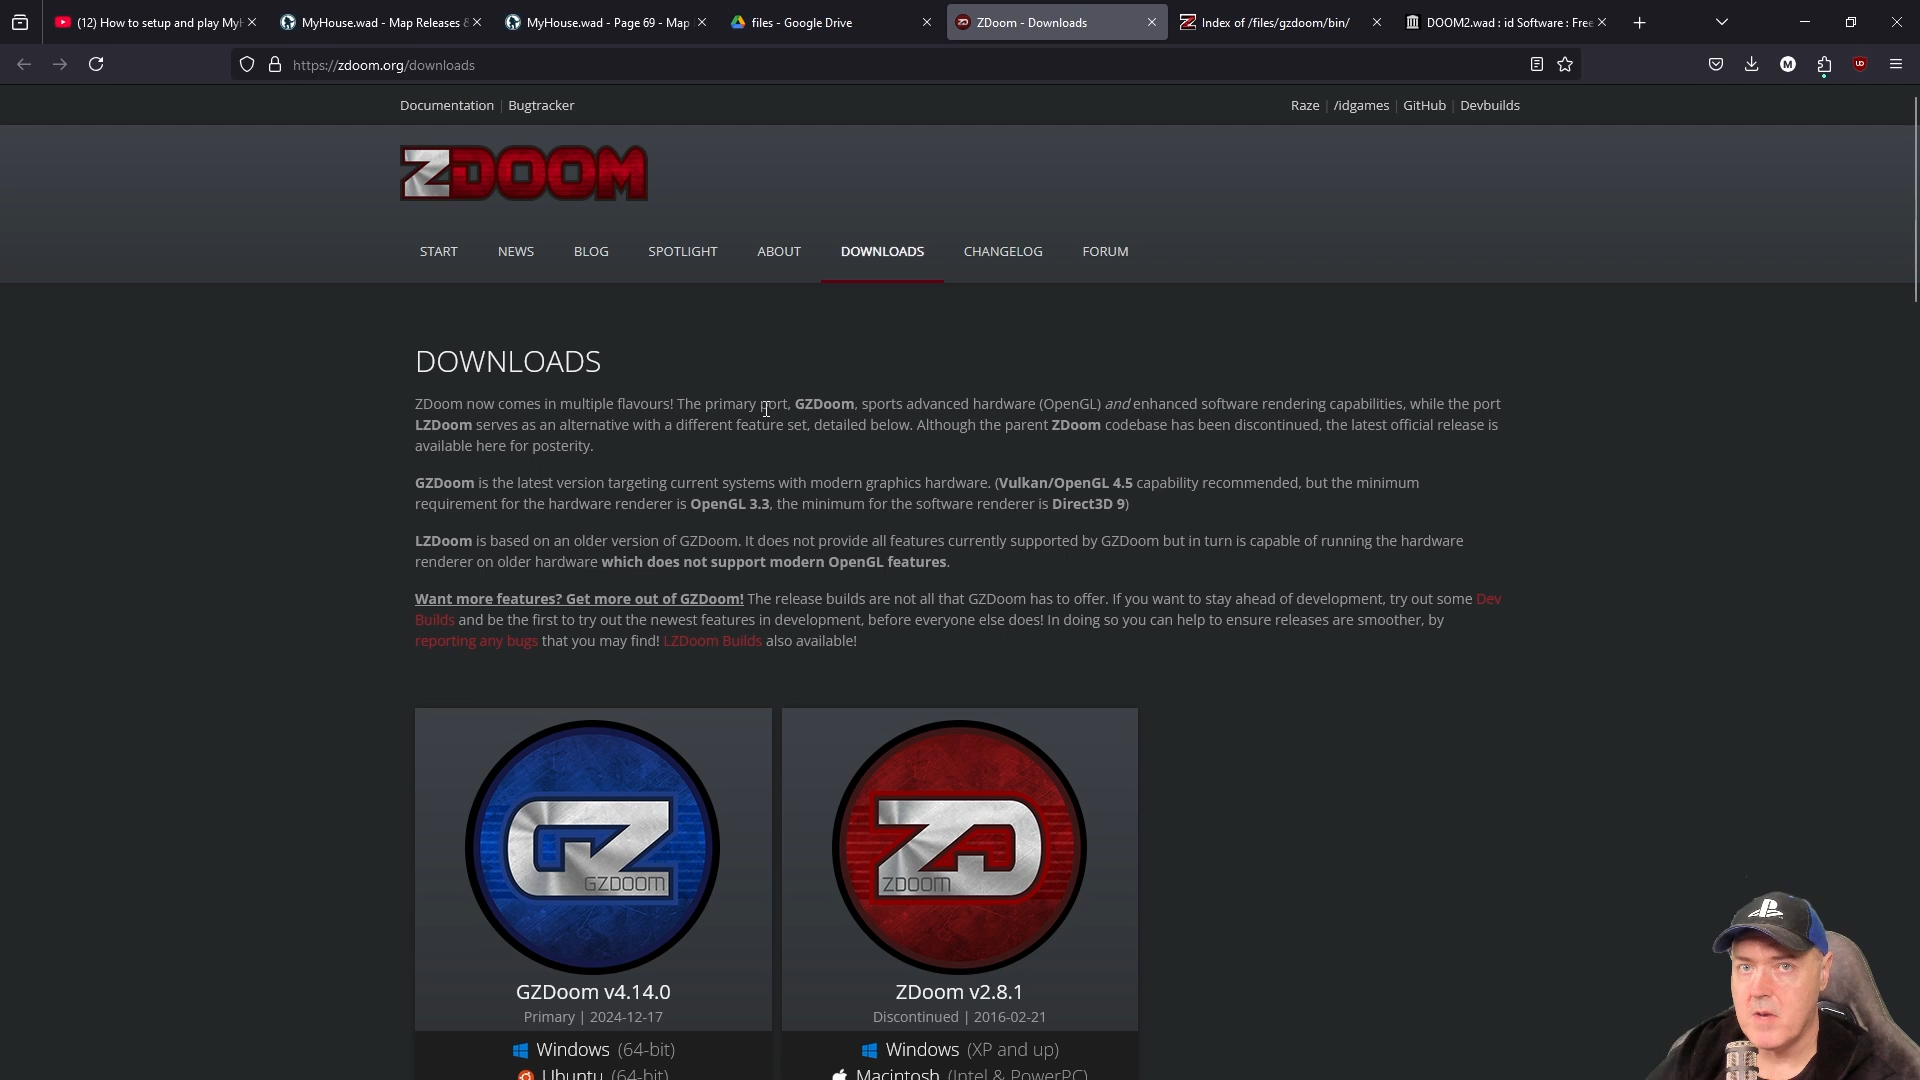 (12) How to setup and play MyH
MyHouse.wad - Map Releases &
MyHouse.wad - Page 69 - Map
files - Google Drive
ZDoom - Downloads
Index of /files/gzdoom/bin/
DOOM2.wad : id Software : Free
https://zdoom.org/downloads
Documentation | Bugtracker
Raze | /idgames | GitHub | Devbuilds
ZDOOM
START NEWS BLOG SPOTLIGHT ABOUT DOWNLOADS CHANGELOG FORUM
DOWNLOADS
ZDoom now comes in multiple flavours! The primary port, GZDoom, sports advanced hardware (OpenGL) and enhanced software rendering capabilities, while the port
LZDoom serves as an alternative with a different feature set, detailed below. Although the parent ZDoom codebase has been discontinued, the latest official release is
available here for posterity.
GZDoom is the latest version targeting current systems with modern graphics hardware. (Vulkan/OpenGL 4.5 capability recommended, but the minimum
requirement for the hardware renderer is OpenGL 3.3, the minimum for the software renderer is Direct3D 9)
LZDoom is based on an older version of GZDoom. It does not provide all features currently supported by GZDoom but in turn is capable of running the hardware
renderer on older hardware which does not support modern OpenGL features.
Want more features? Get more out of GZDoom! The release builds are not all that GZDoom has to offer. If you want to stay ahead of development, try out some Dev
Builds and be the first to try out the newest features in development, before everyone else does! In doing so you can help to ensure releases are smoother, by
reporting any bugs that you may find! LZDoom Builds also available!
GZ
GZDOOM
ZD
ZDOOM
GZDoom v4.14.0
Primary | 2024-12-17
Windows (64-bit)
Ubuntu (64-bit)
ZDoom v2.8.1
Discontinued | 2016-02-21
Windows (XP and up)
Macintosh (Intel & PowerPC)